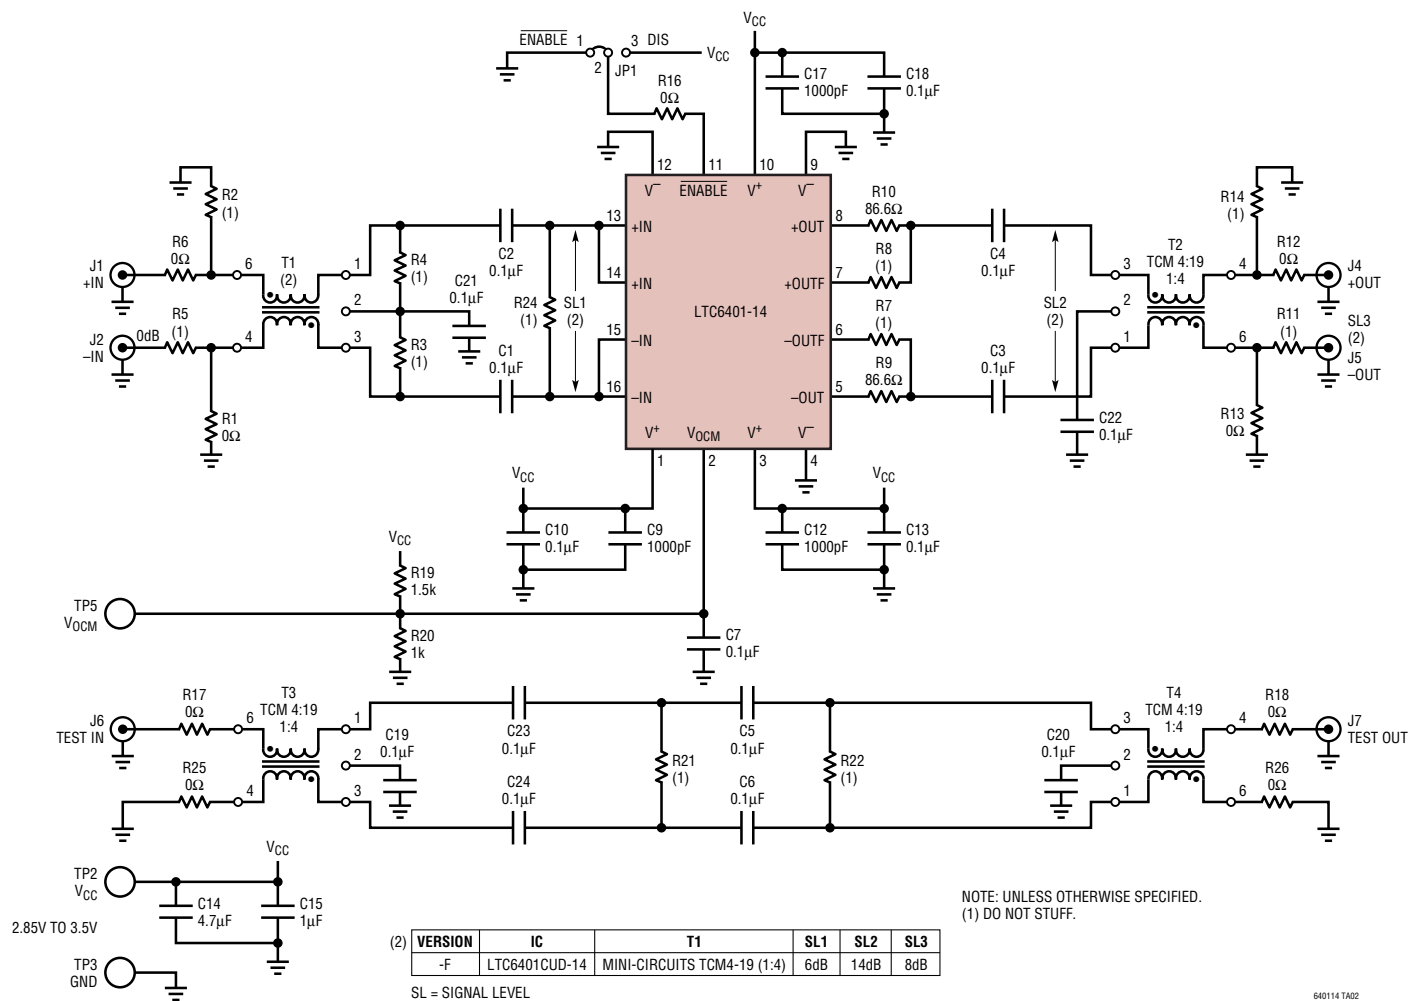 VCC
ENABLE 1
3 DIS
VCC
2
JP1
R16
0Ω
C17
1000pF
C18
0.1µF
12
11
10
9
V–
ENABLE
V+
V–
R2
(1)
R6
0Ω
J1
+IN
6
T1
(2)
1
R4
(1)
2
C21
0.1µF
C2
0.1µF
R24
(1)
SL1
(2)
13
+IN
14
+IN
LTC6401-14
15
–IN
16
–IN
8
+OUT
7
+OUTF
6
–OUTF
5
–OUT
R10
86.6Ω
R8
(1)
R7
(1)
R9
86.6Ω
C4
0.1µF
SL2
(2)
C3
0.1µF
T2
TCM 4:19
1:4
3
2
1
4
6
R14
(1)
R12
0Ω
J4
+OUT
R11
(1)
SL3
(2)
J5
–OUT
R13
0Ω
C22
0.1µF
J2
–IN
0dB
R5
(1)
4
3
R3
(1)
C1
0.1µF
R1
0Ω
V+
VOCM
V+
V–
1
2
3
4
VCC
C10
0.1µF
C9
1000pF
VCC
C12
1000pF
C13
0.1µF
VCC
R19
1.5k
TP5
VOCM
R20
1k
C7
0.1µF
J6
TEST IN
R17
0Ω
R25
0Ω
6
4
T3
TCM 4:19
1:4
1
2
3
C19
0.1µF
C23
0.1µF
C24
0.1µF
R21
(1)
C5
0.1µF
C6
0.1µF
R22
(1)
C20
0.1µF
3
2
1
T4
TCM 4:19
1:4
4
6
R18
0Ω
R26
0Ω
J7
TEST OUT
VCC
TP2
VCC
C14
4.7µF
C15
1µF
2.85V TO 3.5V
TP3
GND
NOTE: UNLESS OTHERWISE SPECIFIED.
(1) DO NOT STUFF.
(2) VERSION IC T1 SL1 SL2 SL3
-F LTC6401CUD-14 MINI-CIRCUITS TCM4-19 (1:4) 6dB 14dB 8dB
SL = SIGNAL LEVEL
640114 TA02